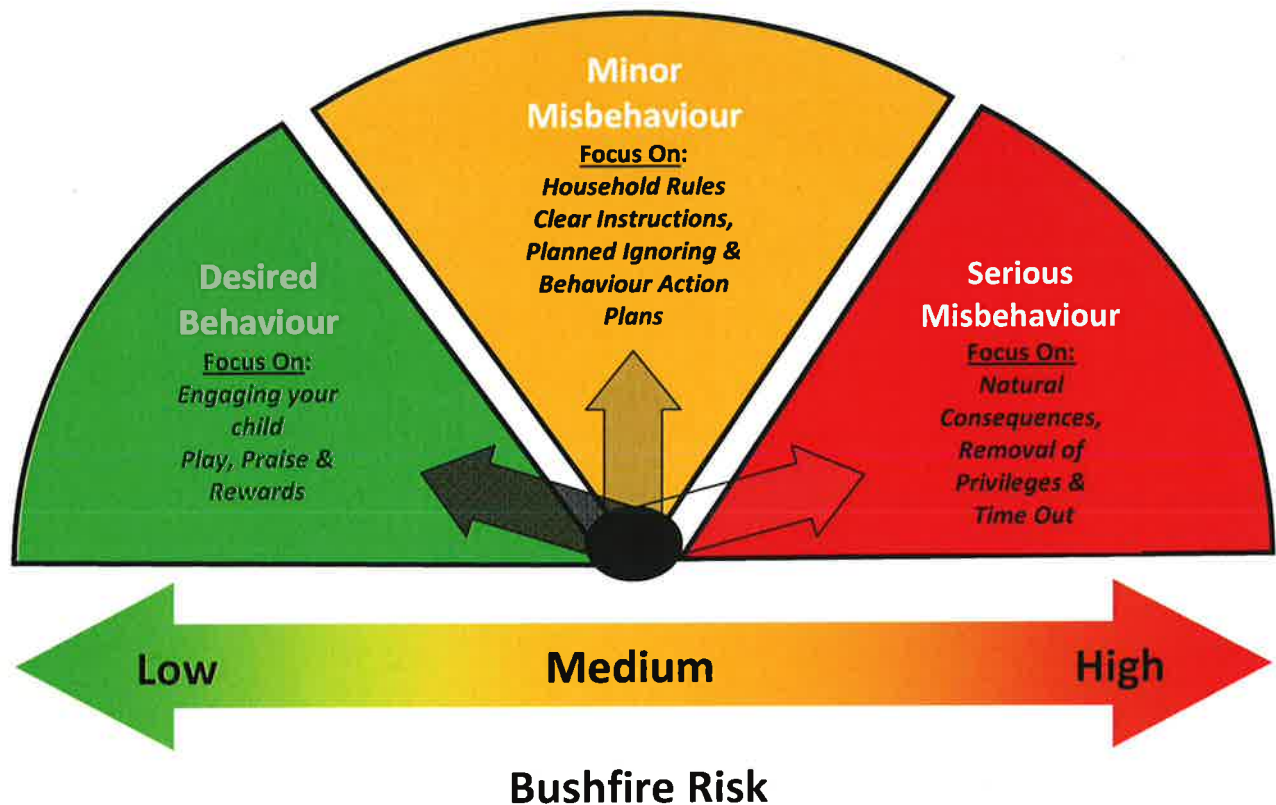 Minor
Misbehaviour
Focus On:
Household Rules
Clear Instructions,
Planned Ignoring &
Behaviour Action
Plans
Desired
Behaviour
Focus On:
Engaging your
child
Play, Praise &
Rewards
Serious
Misbehaviour
Focus On:
Natural
Consequences,
Removal of
Privileges &
Time Out
Low
Medium
High
Bushfire Risk